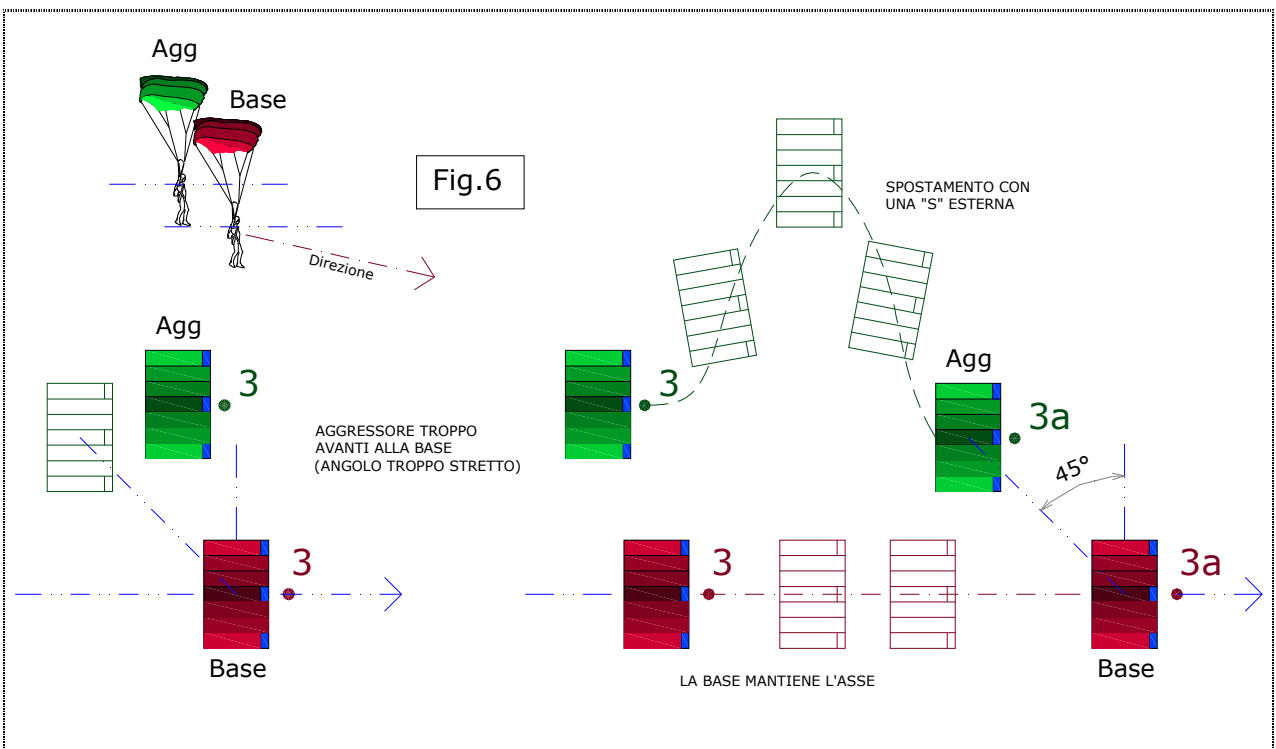 Agg
Base
Fig.6
Direzione
SPOSTAMENTO CON
UNA "S" ESTERNA
Agg
3
AGGRESSORE TROPPO
AVANTI ALLA BASE
(ANGOLO TROPPO STRETTO)
3
Base
3
Agg
3a
45°
3
3a
Base
LA BASE MANTIENE L'ASSE